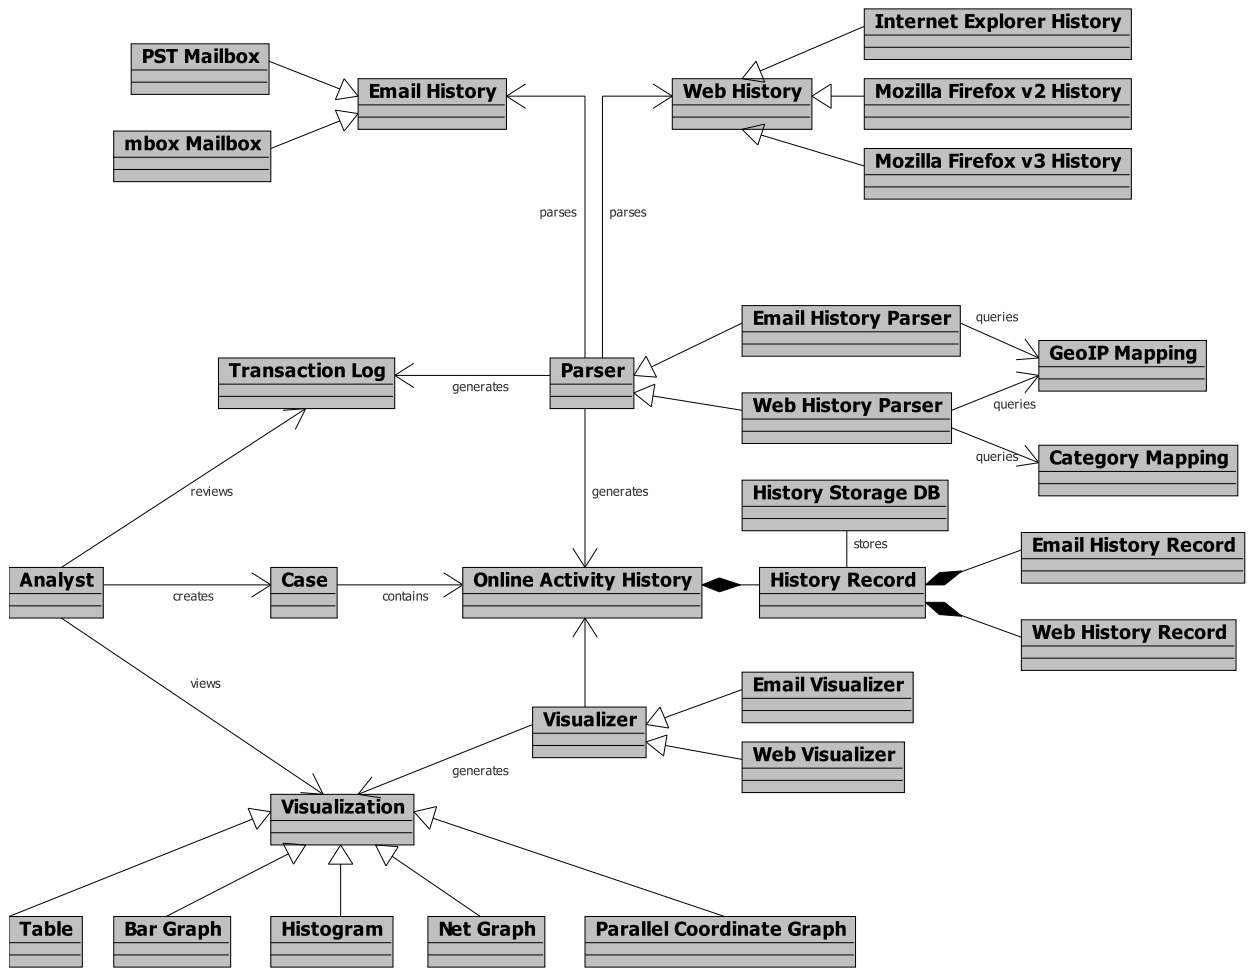 Internet Explorer History
PST Mailbox
Email History
Web History
Mozilla Firefox v2 History
mbox Mailbox
Mozilla Firefox v3 History
parses
parses
Email History Parser
queries
GeoIP Mapping
Transaction Log
Parser
generates
Web History Parser
queries
queries
Category Mapping
reviews
generates
History Storage DB
stores
Email History Record
Analyst
creates
Case
contains
Online Activity History
History Record
Web History Record
views
Email Visualizer
Visualizer
Web Visualizer
generates
Visualization
Table
Bar Graph
Histogram
Net Graph
Parallel Coordinate Graph